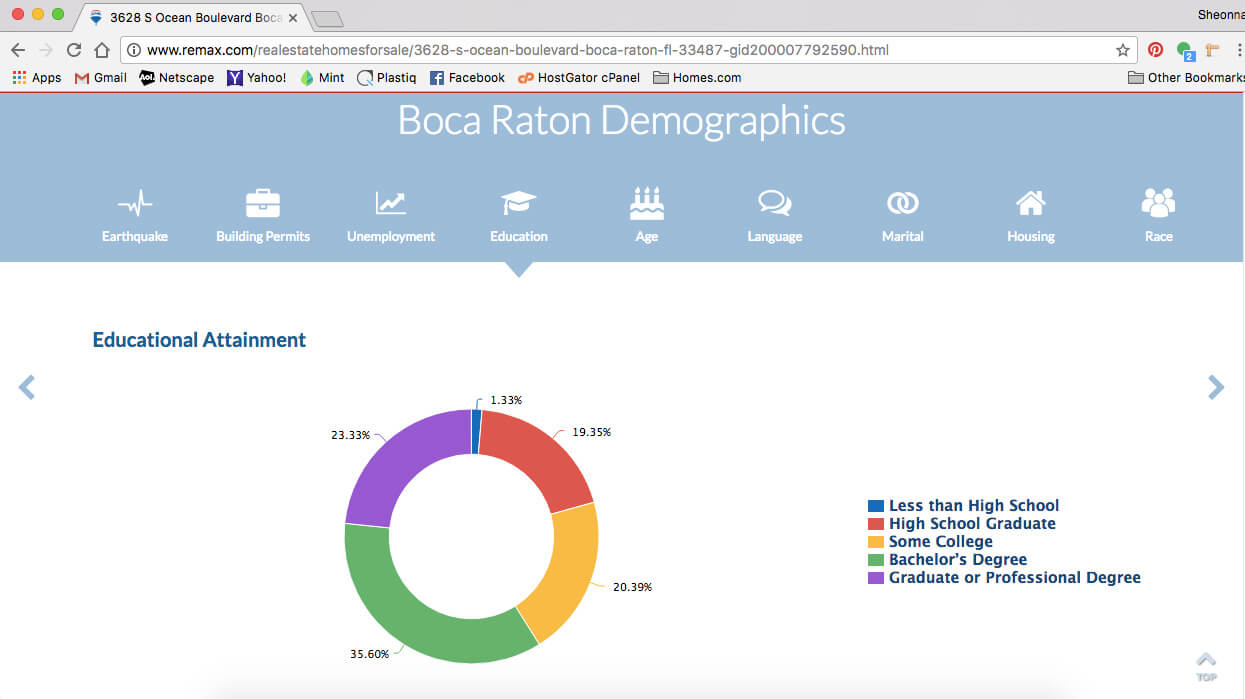 3628 S Ocean Boulevard Boca
Sheonna
www.remax.com/realestatehomesforsale/3628-s-ocean-boulevard-boca-raton-fl-33487-gid200007792590.html
2
Apps Gmail Aol. Netscape Y Yahoo! Mint Plastiq f Facebook cP HostGator cPanel Homes.com Other Bookmarks
Boca Raton Demographics
Earthquake Building Permits Unemployment Education Age Language Marital Housing Race
Educational Attainment
1.33%
19.35%
23.33%
Less than High School
High School Graduate
Some College
Bachelor's Degree
Graduate or Professional Degree
20.39%
35.60%
TOP